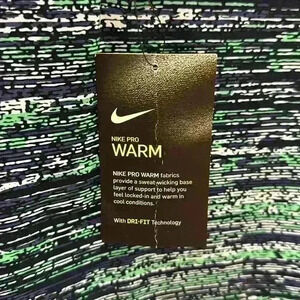 NIKE PRO
WARM
NIKE PRO WARM fabrics
provide a sweat-wicking base
layer of support to help you
feel locked-in and warm in
cool conditions.
With DRI-FIT Technology